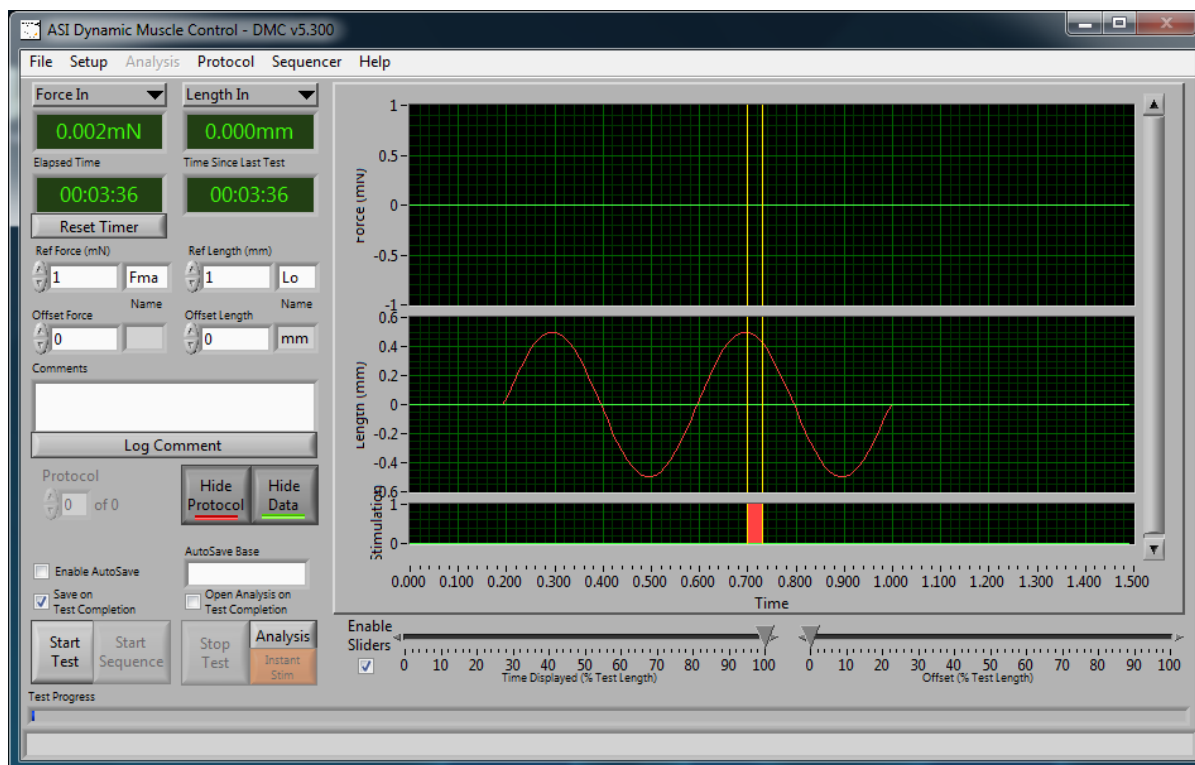 ASI Dynamic Muscle Control - DMC v5.300
File Setup Analysis Protocol Sequencer Help
Force In
Length In
0.002mN
0.000mm
Elapsed Time
Time Since Last Test
00:03:36
00:03:36
Reset Timer
Ref Force (mN)
Ref Length (mm)
1
Fma
1
Lo
Name
Name
Offset Force
Offset Length
0
0
mm
Comments
Log Comment
Protocol
0 of 0
Hide
Protocol
Hide
Data
AutoSave Base
Enable AutoSave
Save on
Test Completion
Open Analysis on
Test Completion
Start
Test
Start
Sequence
Stop
Test
Analysis
Instant
Stim
Test Progress
Force (mN)
1
0.5
0
-0.5
-1
Length (mm)
0.6
0.4
0.2
0
-0.2
-0.4
-0.6
Stimulation
1
0
0.000 0.100 0.200 0.300 0.400 0.500 0.600 0.700 0.800 0.900 1.000 1.100 1.200 1.300 1.400 1.500
Time
Enable
Sliders
0 10 20 30 40 50 60 70 80 90 100
Time Displayed (% Test Length)
0 10 20 30 40 50 60 70 80 90 100
Offset (% Test Length)